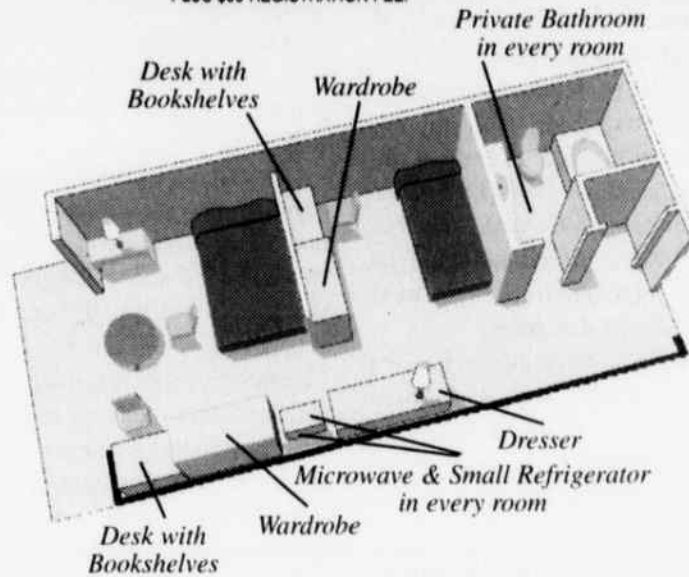 Private Bathroom
in every room
Desk with
Bookshelves
Wardrobe
Dresser
Microwave & Small Refrigerator
in every room
Wardrobe
Desk with
Bookshelves